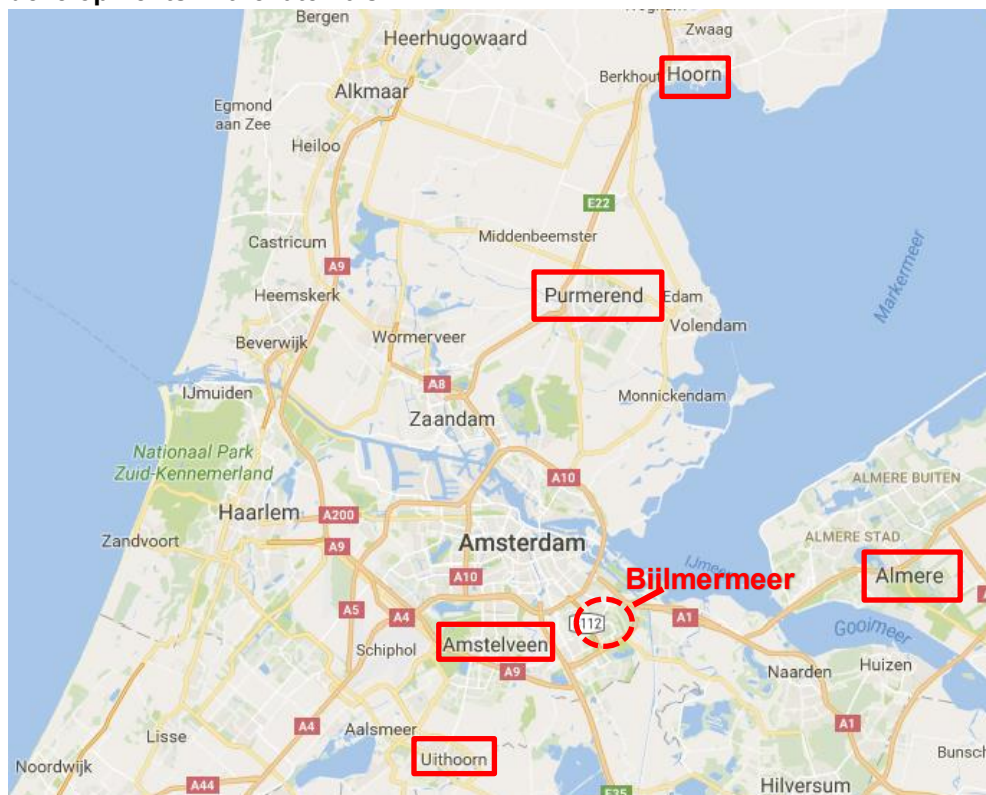 Bergen
Zwaag
Heerhugowaard
Berkhout
Hoorn
Alkmaar
Egmond
aan Zee
Heiloo
E22
Middenbeemster
Castricum
A9
Heemskerk
Purmerend
Edam
Markermeer
Volendam
Beverwijk
Wormerveer
A8
IJmuiden
Monnickendam
Zaandam
Nationaal Park
Zuid-Kennemerland
A10
ALMERE BUITEN
Haarlem
A200
Zandvoort
A9
Amsterdam
ALMERE STAD
IJmeer
Bijlmermeer
Almere
A10
A5
A4
112
A1
Gooimeer
Schiphol
Amstelveen
A9
Naarden
Huizen
A4
Aalsmeer
A1
Lisse
Uithoorn
Noordwijk
A44
E35
Hilversum
Bunsch